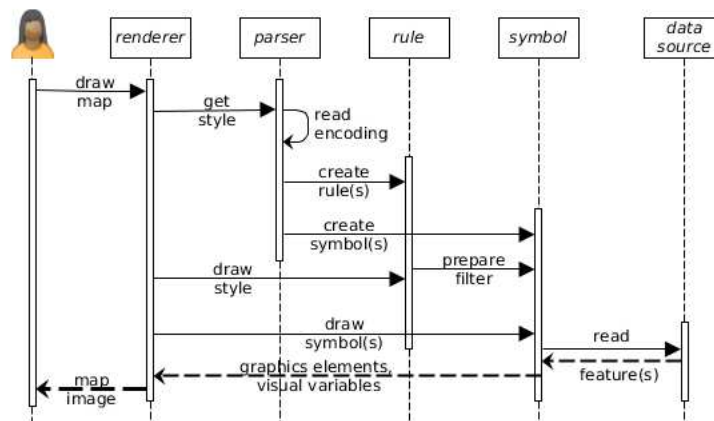 renderer
parser
rule
symbol
data
source
draw
map
get
style
read
encoding
create
rule(s)
create
symbol(s)
draw
style
prepare
filter
draw
symbol(s)
read
graphics elements,
visual variables
feature(s)
map
image